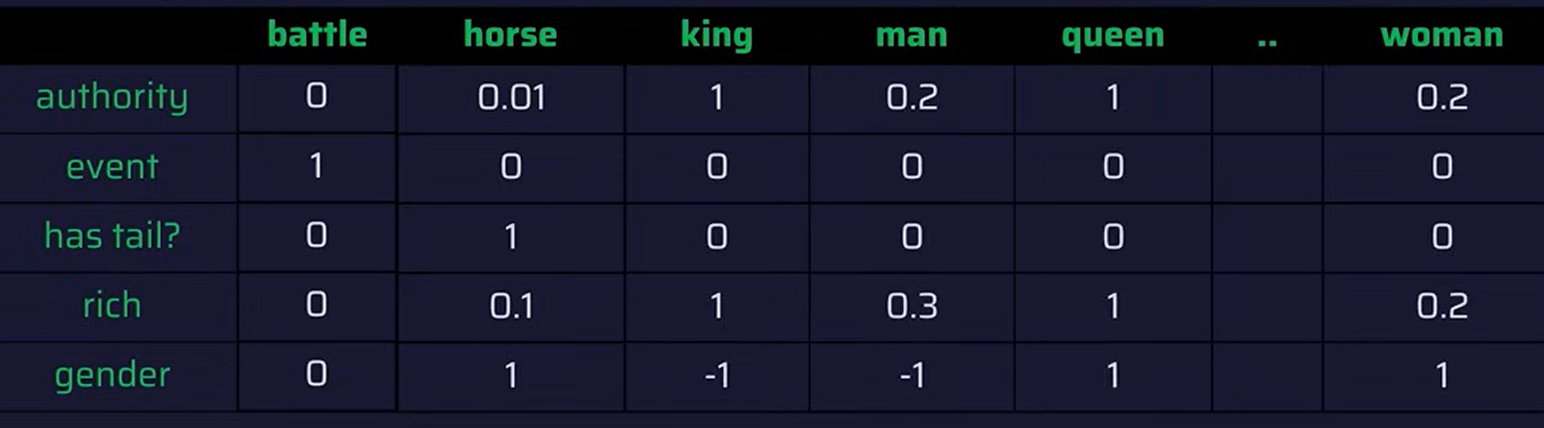 battle horse king man queen .. woman
authority 0 0.01 1 0.2 1 0.2
event 1 0 0 0 0 0
has tail? 0 1 0 0 0 0
rich 0 0.1 1 0.3 1 0.2
gender 0 1 -1 -1 1 1